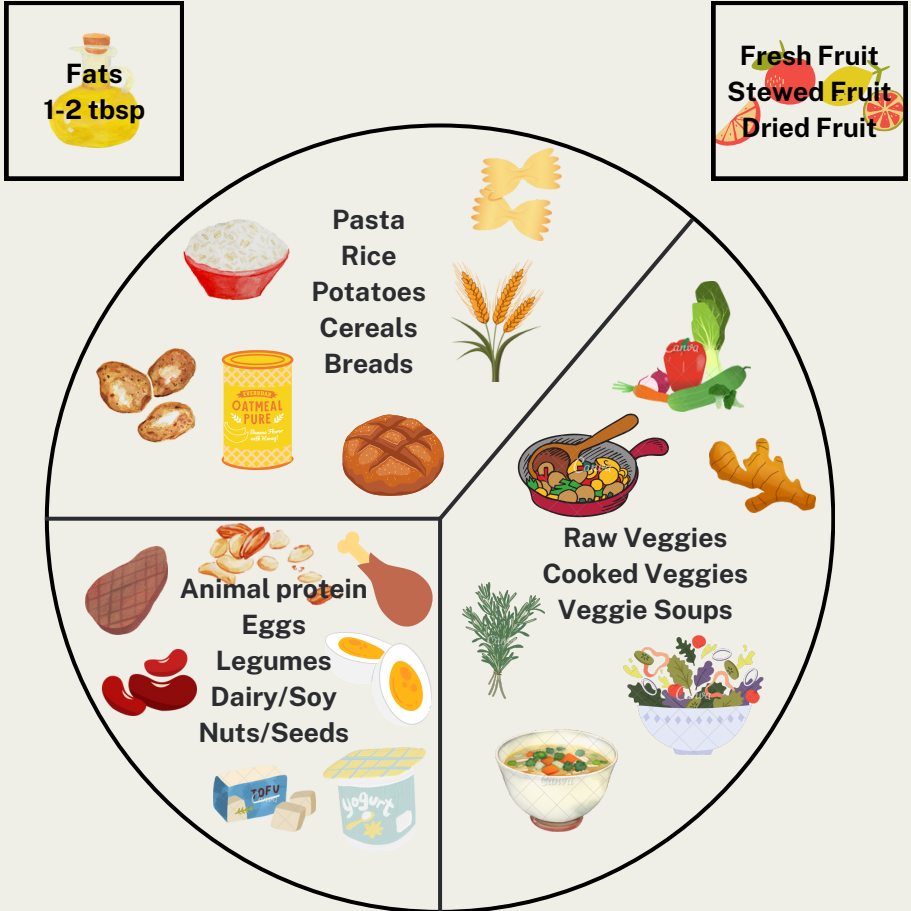 Fats
1-2 tbsp
Fresh Fruit
Stewed Fruit
Dried Fruit
Pasta
Rice
Potatoes
Cereals
Breads
OATMEAL
PURE
Canva
Raw Veggies
Cooked Veggies
Veggie Soups
Animal protein
Eggs
Legumes
Dairy/Soy
Nuts/Seeds
TOFU
yogurt